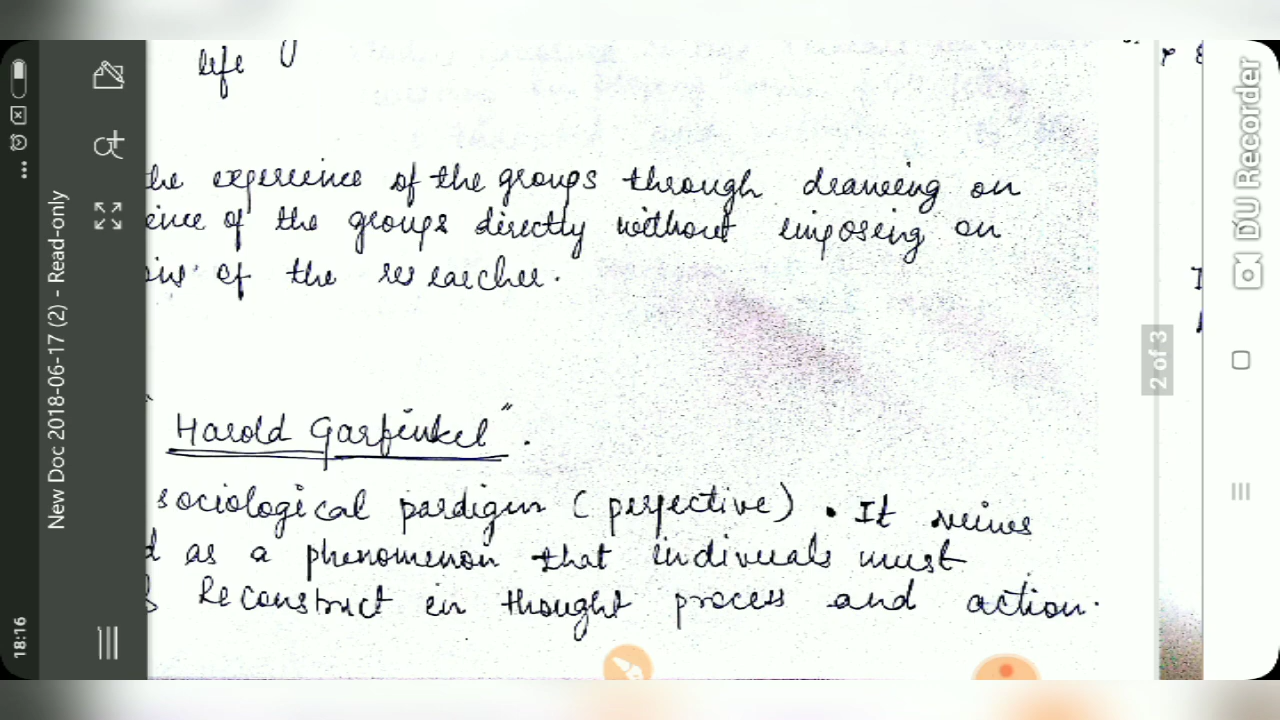 life
the experience of the groups through drawing on
ence of the groups directly without imposing on
of the researcher.
" Harold Garfinkel".
sociological pardigm (perfective). It veiws
d as a phenomenon that indivuals must
Reconstruct in thought process and action.
New Doc 2018-06-17 (2) - Read-only
18:16
2 of 3
DU Recorder